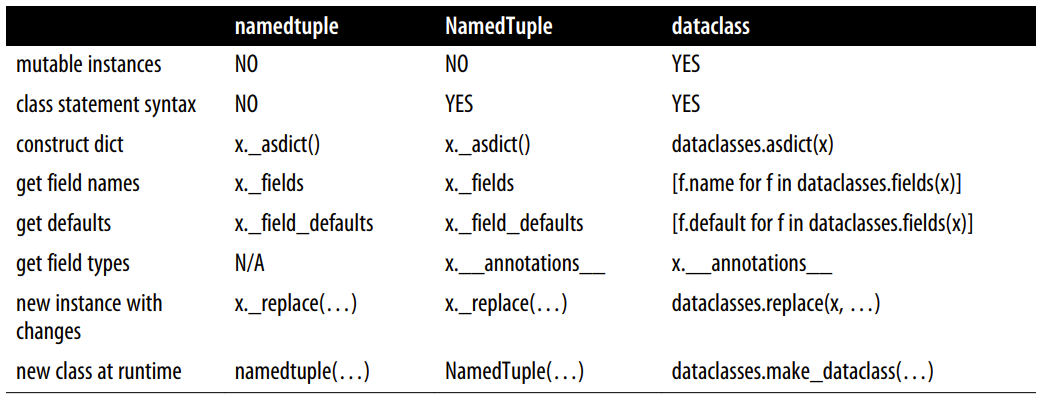 namedtuple NamedTuple dataclass
mutable instances NO NO YES
class statement syntax NO YES YES
construct dict x._asdict() x._asdict() dataclasses.asdict(x)
get field names x._fields x._fields [f.name for f in dataclasses.fields(x)]
get defaults x._field_defaults x._field_defaults [f.default for f in dataclasses.fields(x)]
get field types N/A x.__annotations__ x.__annotations__
new instance with x._replace(…) x._replace(…) dataclasses.replace(x, …)
changes
new class at runtime namedtuple(…) NamedTuple(…) dataclasses.make_dataclass(…)